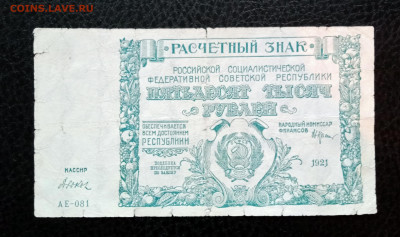 COINS.LAVE.RU
РАСЧЕТНЫЙ ЗНАК
РОССИЙСКОЙ СОЦИАЛИСТИЧЕСКОЙ
ФЕДЕРАТИВНОЙ СОВЕТСКОЙ РЕСПУБЛИКИ
ПЯТЬДЕСЯТ ТЫСЯЧ
РУБЛЕЙ
ОБЕСПЕЧИВАЕТСЯ
ВСЕМ ДОСТОЯНИЕМ
РЕСПУБЛИКИ
НАРОДНЫЙ КОМИССАР
ФИНАНСОВ
1921
КАССИР
АЕ-081